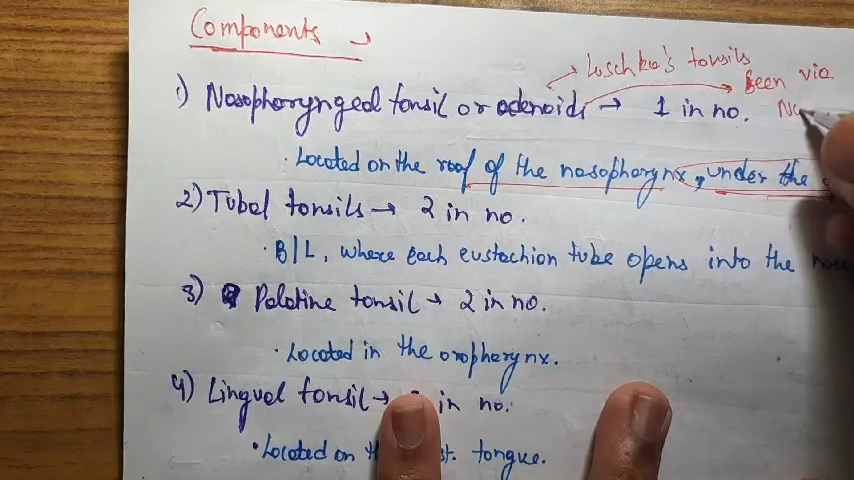 Components →
Luschka's tonsils
Seen via
1) Nasopharyngeal tonsil or adenoids → 1 in no.
· Located on the roof of the nasopharynx, under the
2) Tubal tonsils → 2 in no.
· B/L, where each eustachian tube opens into the
3) Palatine tonsil → 2 in no.
· Located in the oropharynx.
4) Lingual tonsil → in no.
· Located on tongue.